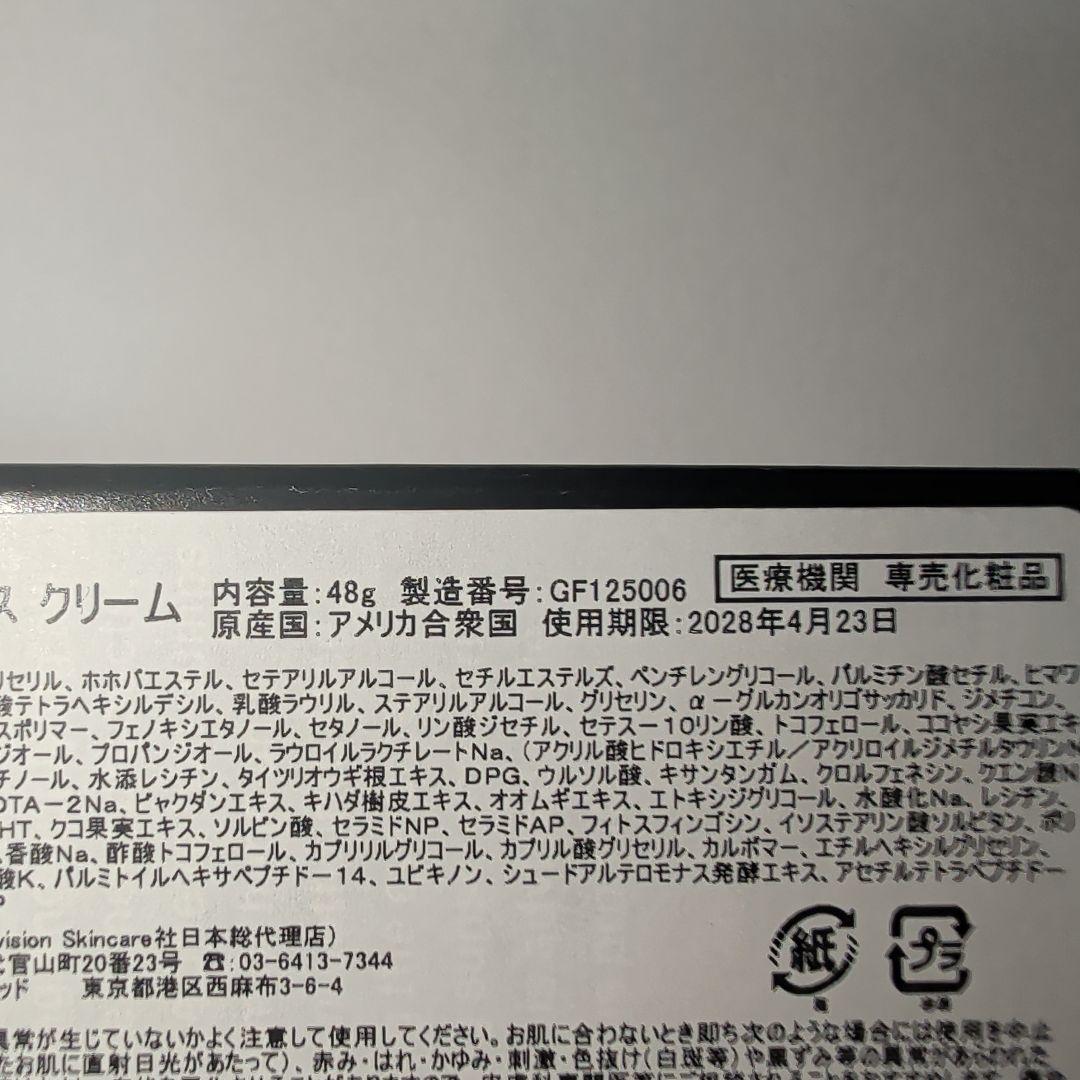 ス クリーム 内容量:48g 製造番号:GF125006 医療機関 専売化粧品
原産国:アメリカ合衆国 使用期限:2028年4月23日
リセリル、ホホバエステル、セテアリルアルコール、セチルエステルズ、ペンチレングリコール、パルミチン酸セチル、ヒマワ
酸テトラヘキシルデシル、乳酸ラウリル、ステアリルアルコール、グリセリン、α-グルカンオリゴサッカリド、ジメチコン、
スポリマー、フェノキシエタノール、セタノール、リン酸ジセチル、セテス-10リン酸、トコフェロール、ココヤシ果実エキ
ジオール、プロパンジオール、ラウロイルラクチレートNa、(アクリル酸ヒドロキシエチル/アクリロイルジメチルタウリンN
チノール、水添レシチン、タイツリオウギ根エキス、DPG、ウルソル酸、キサンタンガム、クロルフェネシン、クエン酸N
DTA-2Na、ビャクダンエキス、キハダ樹皮エキス、オオムギエキス、エトキシジグリコール、水酸化Na、レシチン、
HT、クコ果実エキス、ソルビン酸、セラミドNP、セラミドAP、フィトスフィンゴシン、イソステアリン酸ソルビタン、ポリ
息香酸Na、酢酸トコフェロール、カプリリルグリコール、カプリル酸グリセリル、カルボマー、エチルヘキシルグリセリン、
酸K、パルミトイルヘキサペプチド-14、ユビキノン、シュードアルテロモナス発酵エキス、アセチルテトラペプチド-
P
vision Skincare社日本総代理店)
官山町20番23号 ☎:03-6413-7344
ッド 東京都港区西麻布3-6-4
紙 プラ
異常が生じていないかよく注意して使用してください。お肌に合わないとき即ち次のような場合には使用を中止
たお肌に直射日光があたって)、赤み・はれ・かゆみ・刺激・色抜け(白斑等)や黒ずみ等の異常があらわれた